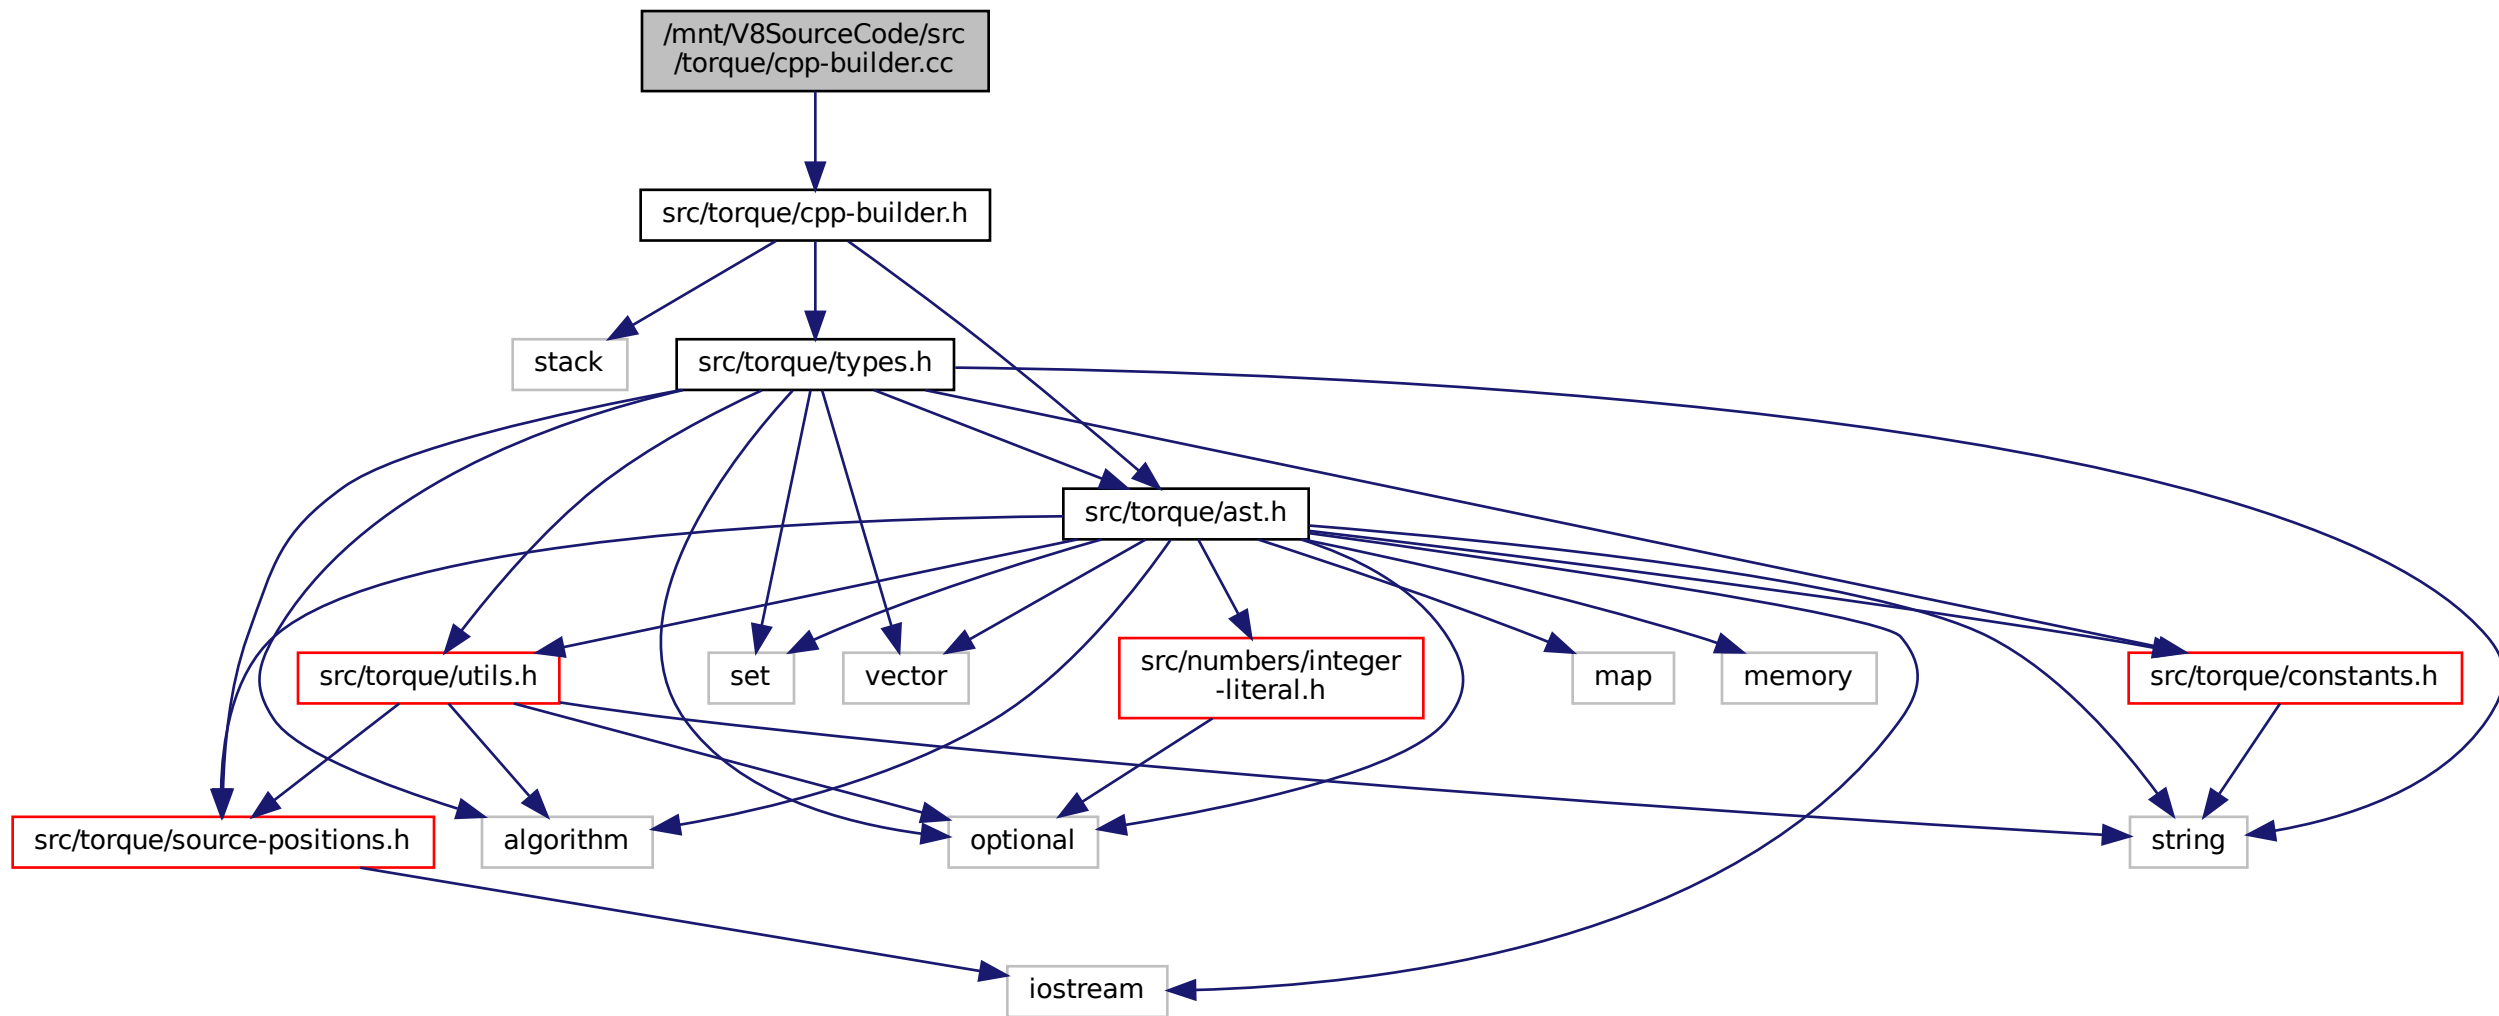 /mnt/V8SourceCode/src
/torque/cpp-builder.cc
src/torque/cpp-builder.h
stack
src/torque/types.h
src/torque/ast.h
src/torque/utils.h
set
vector
src/numbers/integer
-literal.h
map
memory
src/torque/constants.h
src/torque/source-positions.h
algorithm
optional
string
iostream